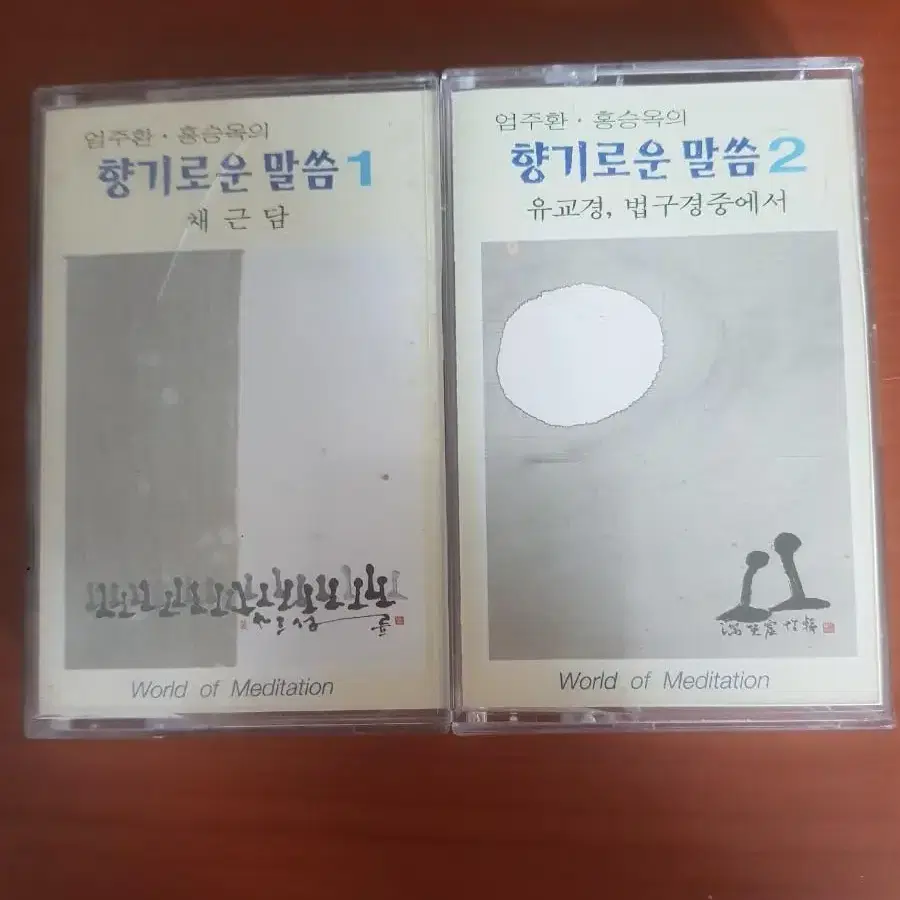 엄주환·홍승옥의
향기로운 말씀 1
채근담
World of Meditation
엄주환·홍승옥의
향기로운 말씀 2
유교경, 법구경중에서
World of Meditation